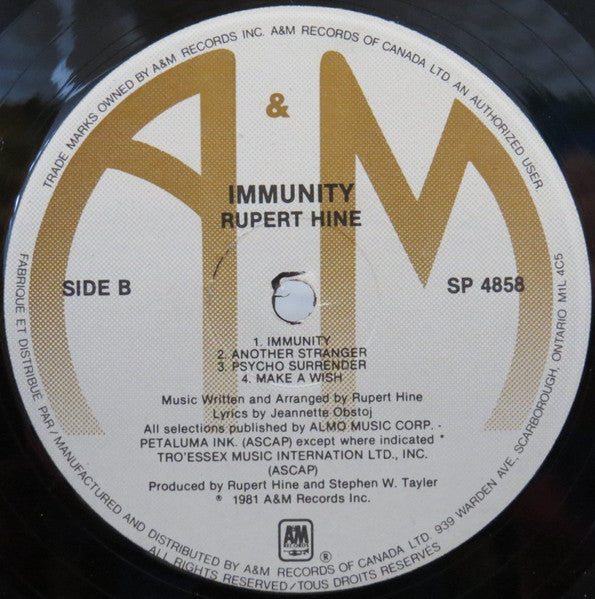 TRADE MARKS OWNED BY A&M RECORDS INC. A&M RECORDS OF CANADA LTD AN AUTHORIZED USER
A & M
IMMUNITY
RUPERT HINE
SIDE B
SP 4858
1. IMMUNITY
2. ANOTHER STRANGER
3. PSYCHO SURRENDER
4. MAKE A WISH
Music Written and Arranged by Rupert Hine
Lyrics by Jeannette Obstoj
All selections published by ALMO MUSIC CORP. -
PETALUMA INK. (ASCAP) except where indicated *
TRO'ESSEX MUSIC INTERNATION LTD., INC.
(ASCAP)
Produced by Rupert Hine and Stephen W. Tayler
℗ 1981 A&M Records Inc.
A&M
RECORDS
®
FABRIQUE ET DISTRIBUÉ PAR / MANUFACTURED AND DISTRIBUTED BY A&M RECORDS OF CANADA LTD. 939 WARDEN AVE, SCARBOROUGH, ONTARIO M1L 4C5
ALL RIGHTS RESERVED / TOUS DROITS RESERVÉS